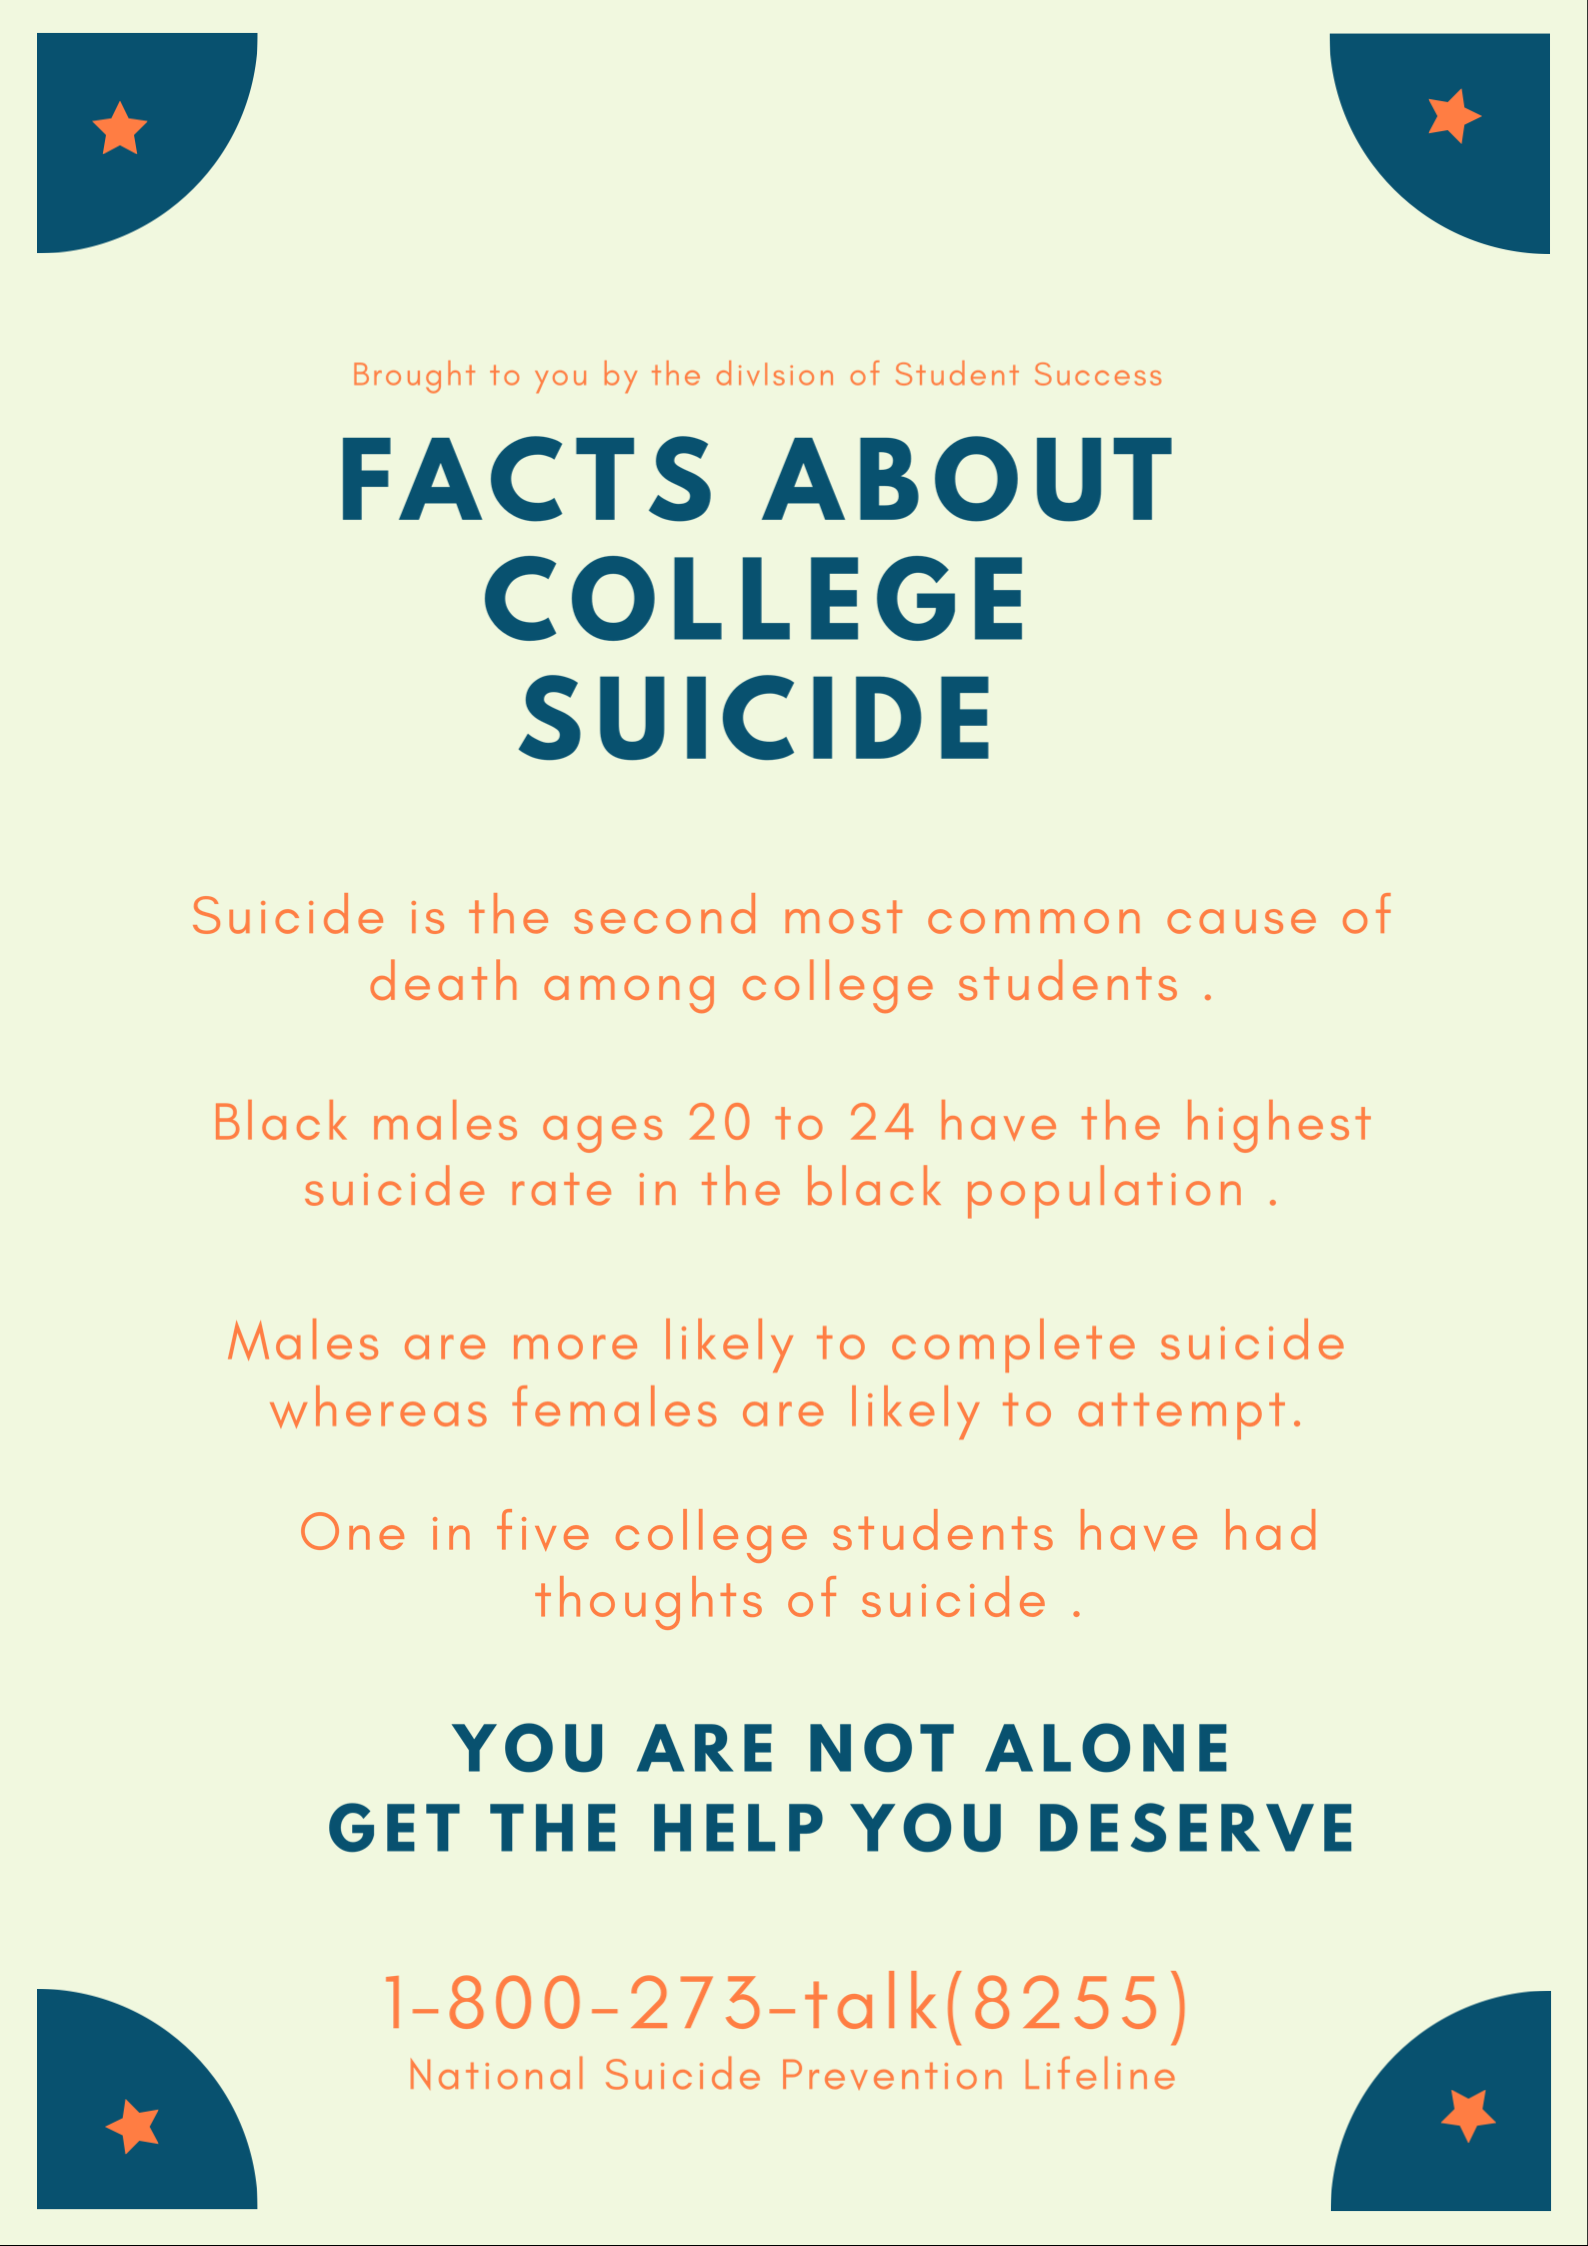 Brought to you by the divIsion of Student Success
FACTS ABOUT
COLLEGE
SUICIDE
Suicide is the second most common cause of
death among college students .
Black males ages 20 to 24 have the highest
suicide rate in the black population .
Males are more likely to complete suicide
whereas females are likely to attempt.
One in five college students have had
thoughts of suicide .
YOU ARE NOT ALONE
GET THE HELP YOU DESERVE
1-800-273-talk(8255)
National Suicide Prevention Lifeline